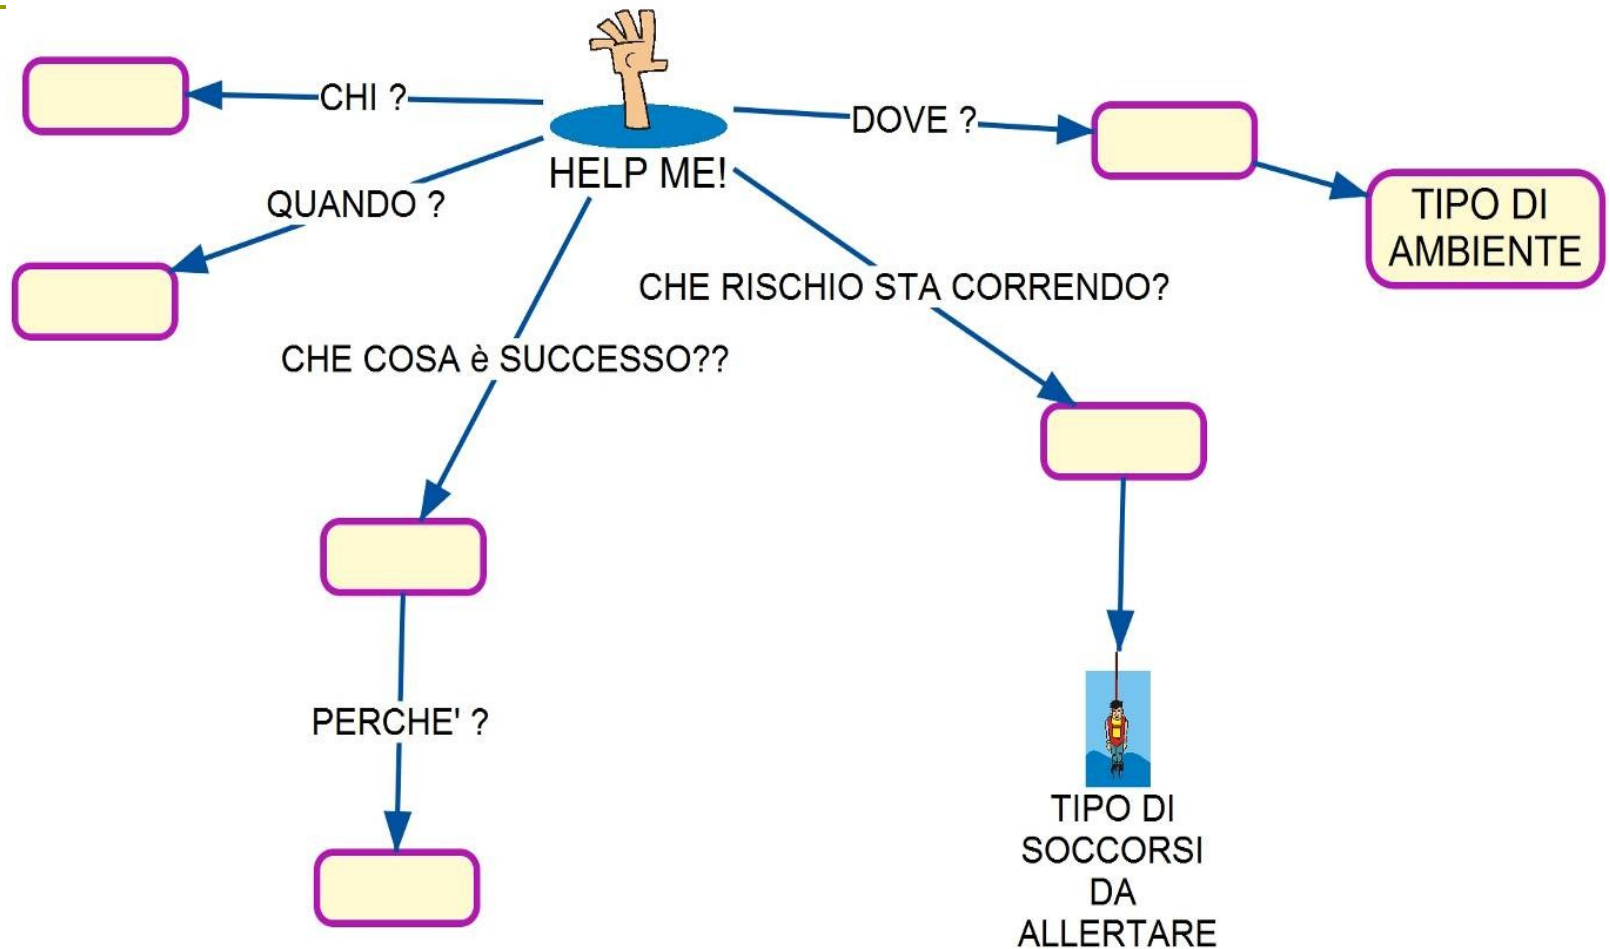 CHI ?
HELP ME!
DOVE ?
QUANDO ?
TIPO DI
AMBIENTE
CHE RISCHIO STA CORRENDO?
CHE COSA è SUCCESSO??
PERCHE' ?
TIPO DI
SOCCORSI
DA
ALLERTARE